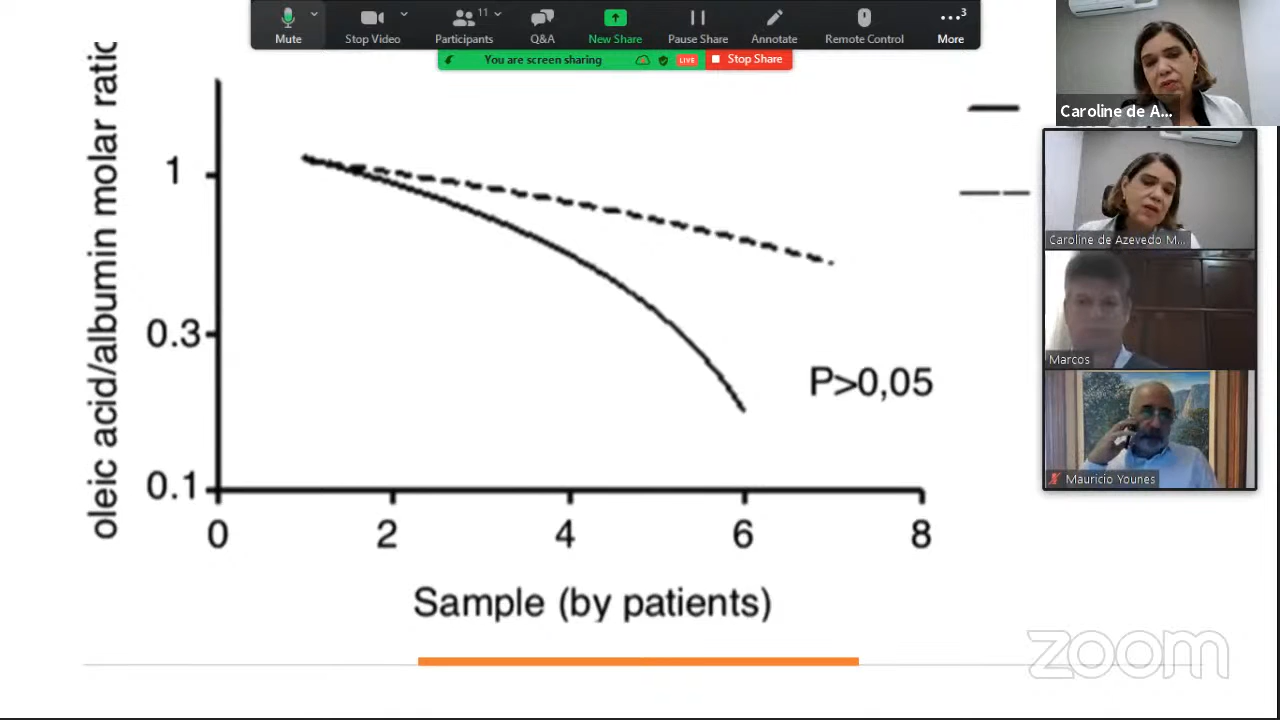 11
3
Mute
Stop Video
Participants
Q&A
New Share
Pause Share
Annotate
Remote Control
More
You are screen sharing
LIVE
Stop Share
Caroline de A...
Caroline de Azevedo M...
Marcos
Mauricio Younes
oleic acid/albumin molar ratio
1
0.3
0.1
P>0,05
0
2
4
6
8
Sample (by patients)
zoom